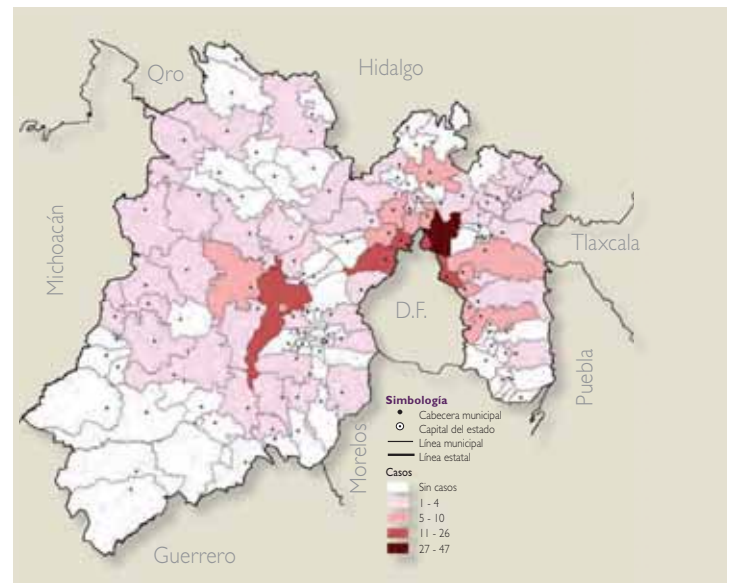 Qro
Hidalgo
Michoacán
Tlaxcala
D.F.
Puebla
Morelos
Guerrero
Simbología
Cabecera municipal
Capital del estado
Línea municipal
Línea estatal
Casos
Sin casos
1 - 4
5 - 10
11 - 26
27 - 47